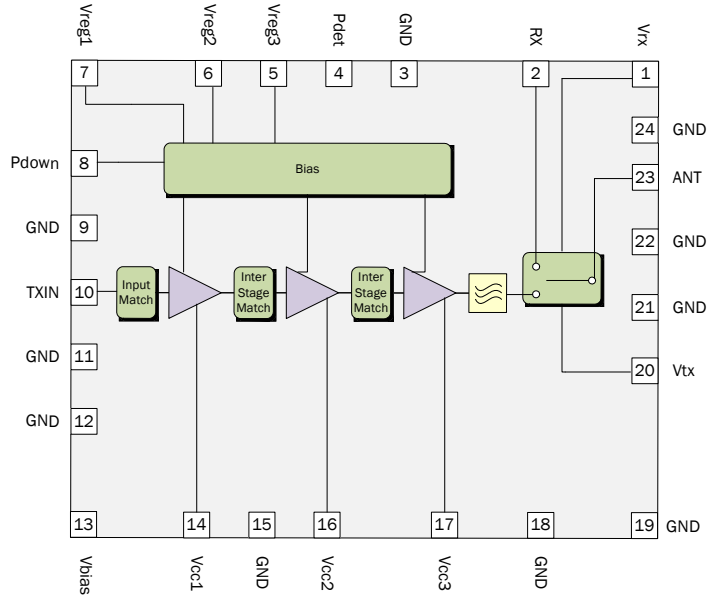 Vreg1
Vreg2
Vreg3
Pdet
GND
RX
Vrx
7
6
5
4
3
2
1
24
GND
Pdown
8
Bias
23
ANT
GND
9
22
GND
TXIN
10
Input
Match
Inter
Stage
Match
Inter
Stage
Match
21
GND
GND
11
20
Vtx
GND
12
13
14
15
16
17
18
19
GND
Vbias
Vcc1
GND
Vcc2
Vcc3
GND